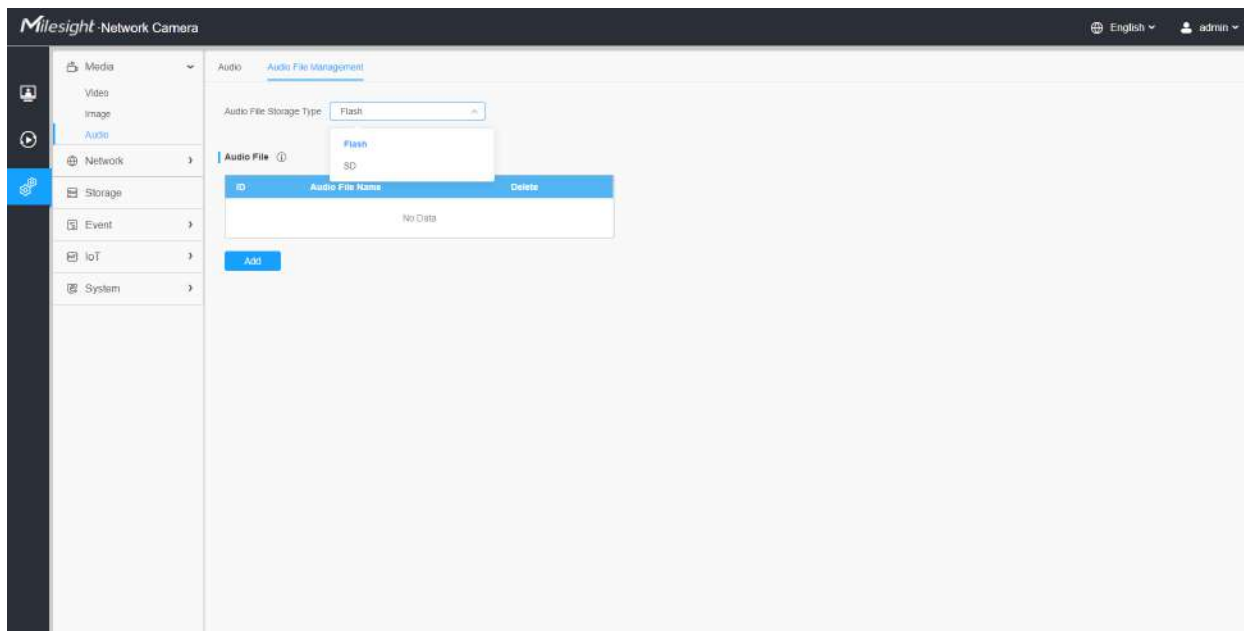 Milesight · Network Camera
English
admin
Media
Video
Image
Audio
Network
Storage
Event
IoT
System
Audio
Audio File Management
Audio File Storage Type
Flash
Flash
SD
Audio File
ID
Audio File Name
Delete
No Data
Add